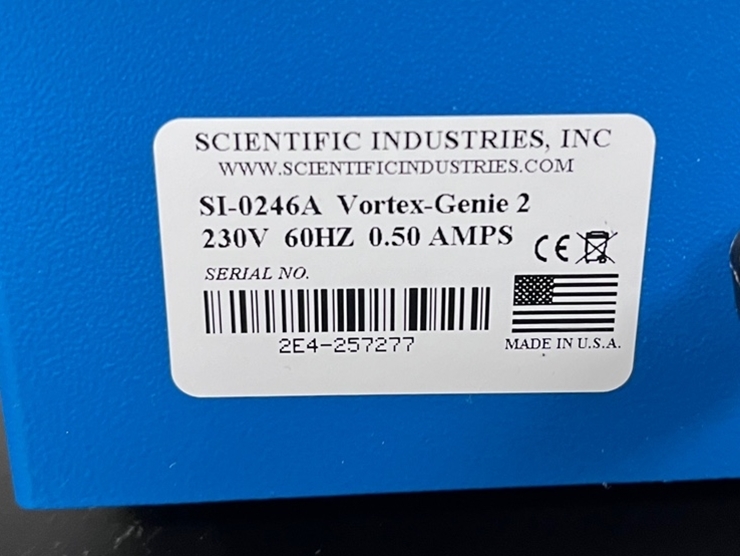 SCIENTIFIC INDUSTRIES, INC
WWW.SCIENTIFICINDUSTRIES.COM
SI-0246A Vortex-Genie 2
230V 60HZ 0.50 AMPS CE
SERIAL NO.
2E4-257277
MADE IN U.S.A.